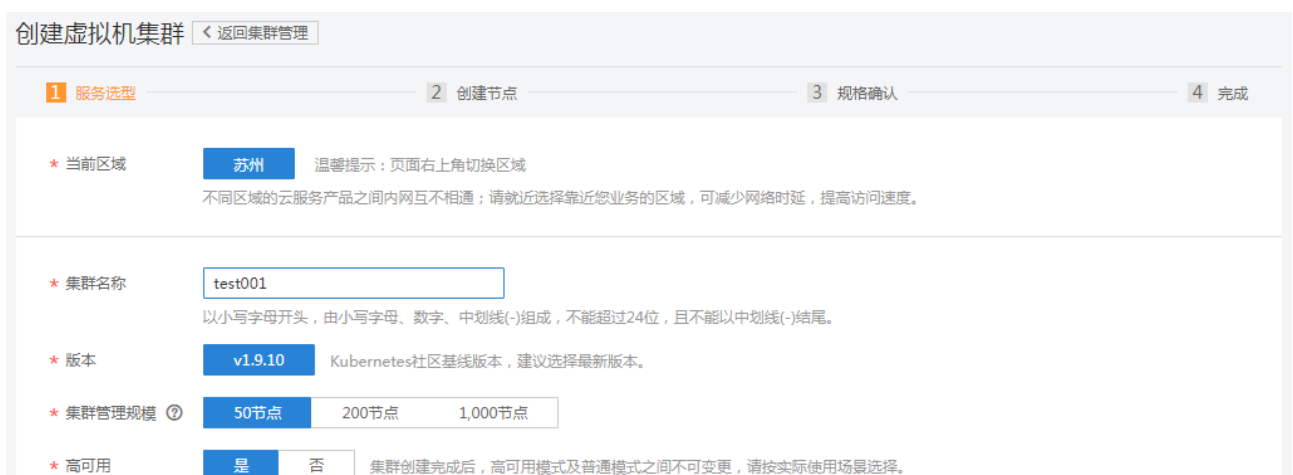 创建虚拟机集群 < 返回集群管理
1 服务选型 2 创建节点 3 规格确认 4 完成
* 当前区域 苏州 温馨提示：页面右上角切换区域
不同区域的云服务产品之间内网互不相通；请就近选择靠近您业务的区域，可减少网络时延，提高访问速度。
* 集群名称 test001
以小写字母开头，由小写字母、数字、中划线(-)组成，不能超过24位，且不能以中划线(-)结尾。
* 版本 v1.9.10 Kubernetes社区基线版本，建议选择最新版本。
* 集群管理规模 ? 50节点 200节点 1,000节点
* 高可用 是 否 集群创建完成后，高可用模式及普通模式之间不可变更，请按实际使用场景选择。